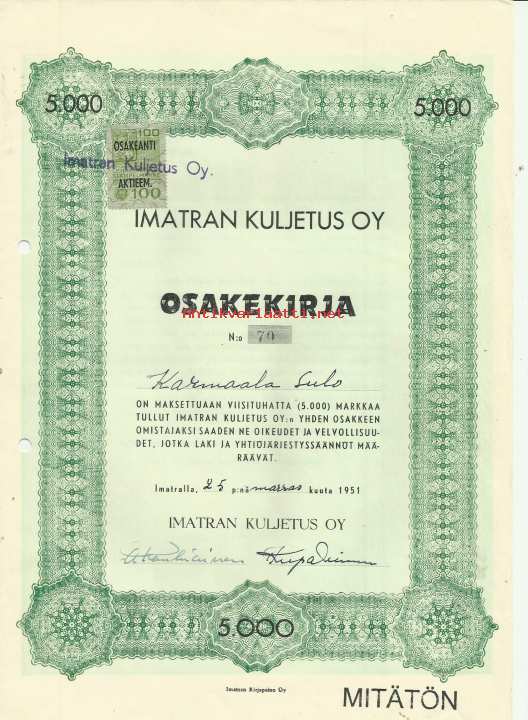 5.000 5.000
100
OSAKEANTI
Imatran Kuljetus Oy.
AKTIEEM.
100
IMATRAN KULJETUS OY
OSAKEKIRJA
Antikvariaatti.net
N:o 70
Karmaala Sulo
ON MAKSETTUAAN VIISITUHATTA (5.000) MARKKAA
TULLUT IMATRAN KULJETUS OY:n YHDEN OSAKKEEN
OMISTAJAKSI SAADEN NE OIKEUDET JA VELVOLLISUU-
DET, JOTKA LAKI JA YHTIÖJÄRJESTYSSÄÄNNÖT MÄÄ-
RÄÄVÄT.
Imatralla, 25 p:nä marras kuuta 1951
IMATRAN KULJETUS OY
5.000
Imatran Kirjapaino Oy
MITÄTÖN